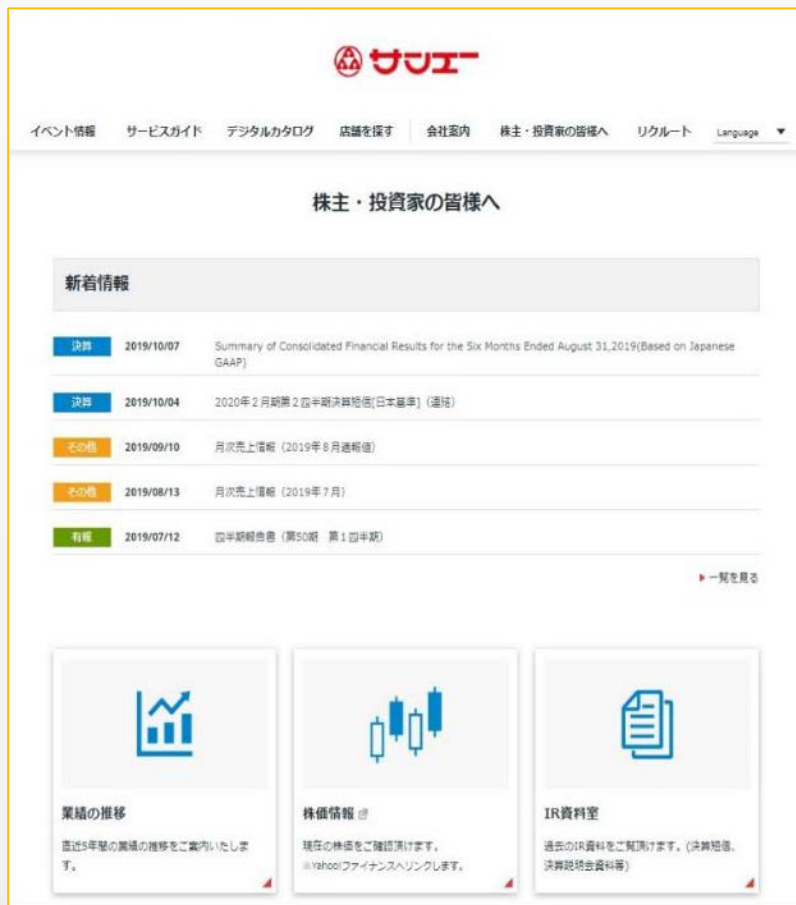 サンエー
イベント情報 サービスガイド デジタルカタログ 店舗を探す 会社案内 株主・投資家の皆様へ リクルート Language ▼
株主・投資家の皆様へ
新着情報
決算 2019/10/07 Summary of Consolidated Financial Results for the Six Months Ended August 31,2019(Based on Japanese
GAAP)
決算 2019/10/04 2020年2月期第2四半期決算短信[日本基準]（連結）
その他 2019/09/10 月次売上情報（2019年8月速報値）
その他 2019/08/13 月次売上情報（2019年7月）
有報 2019/07/12 四半期報告書（第50期 第1四半期）
一覧を見る
業績の推移
直近5年間の業績の推移をご案内いたしま
す。
株価情報
現在の株価をご確認頂けます。
※Yahoo!ファイナンスへリンクします。
IR資料室
過去のIR資料をご覧頂けます。(決算短信、
決算説明会資料等)